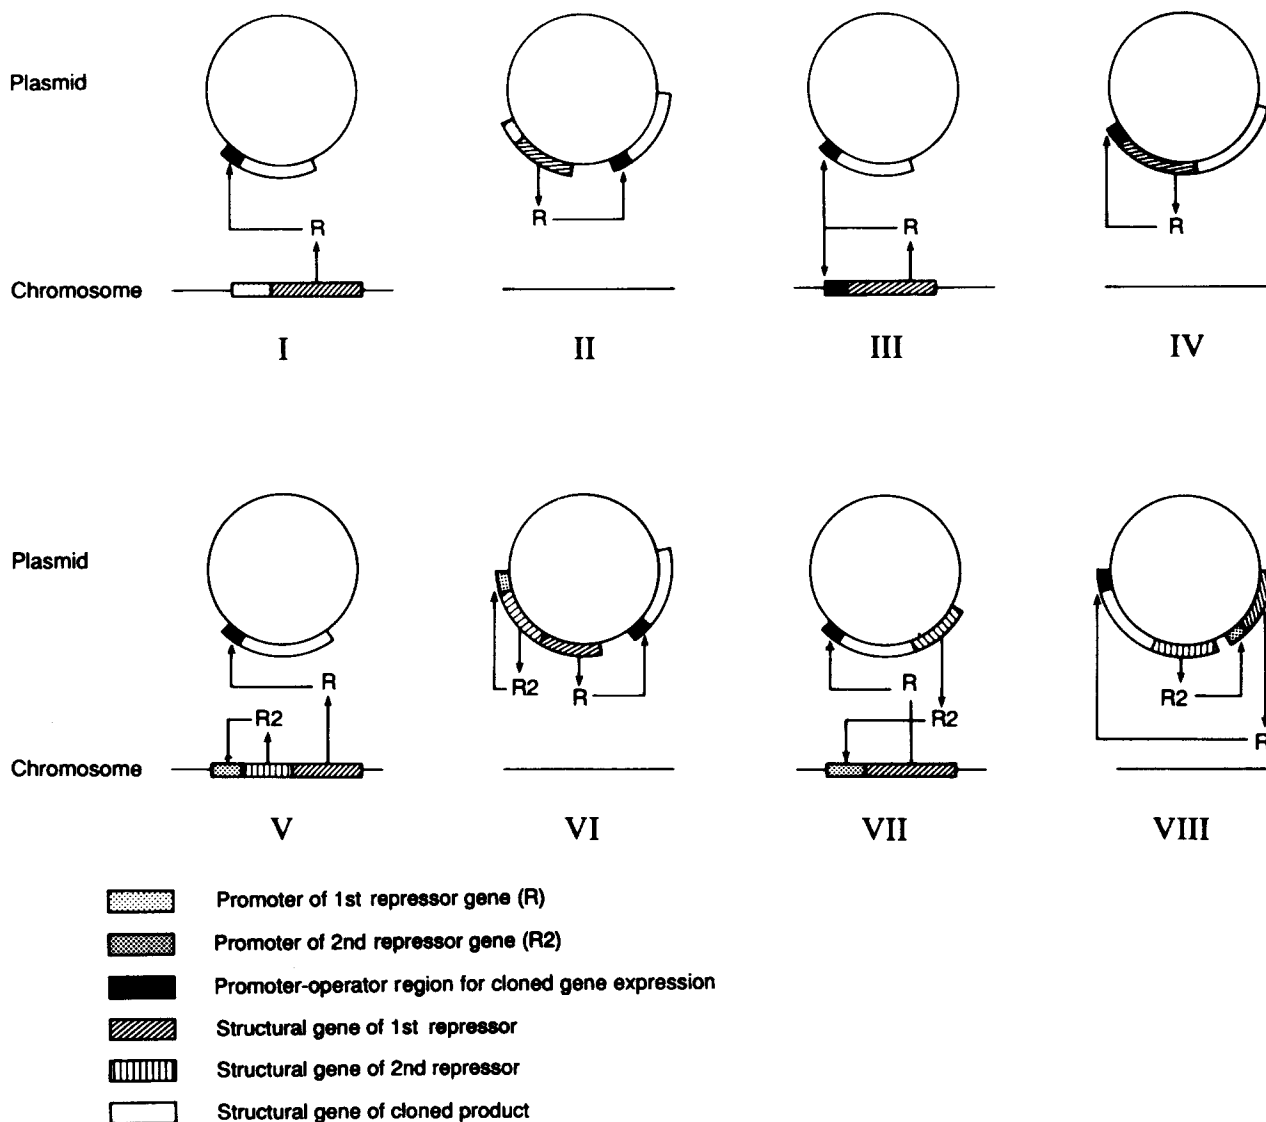 Plasmid
R
R
R
R
Chromosome
I
II
III
IV
Plasmid
R
R2
R2
R
R
R2
R2
R
Chromosome
V
VI
VII
VIII
Promoter of 1st repressor gene (R)
Promoter of 2nd repressor gene (R2)
Promoter-operator region for cloned gene expression
Structural gene of 1st repressor
Structural gene of 2nd repressor
Structural gene of cloned product